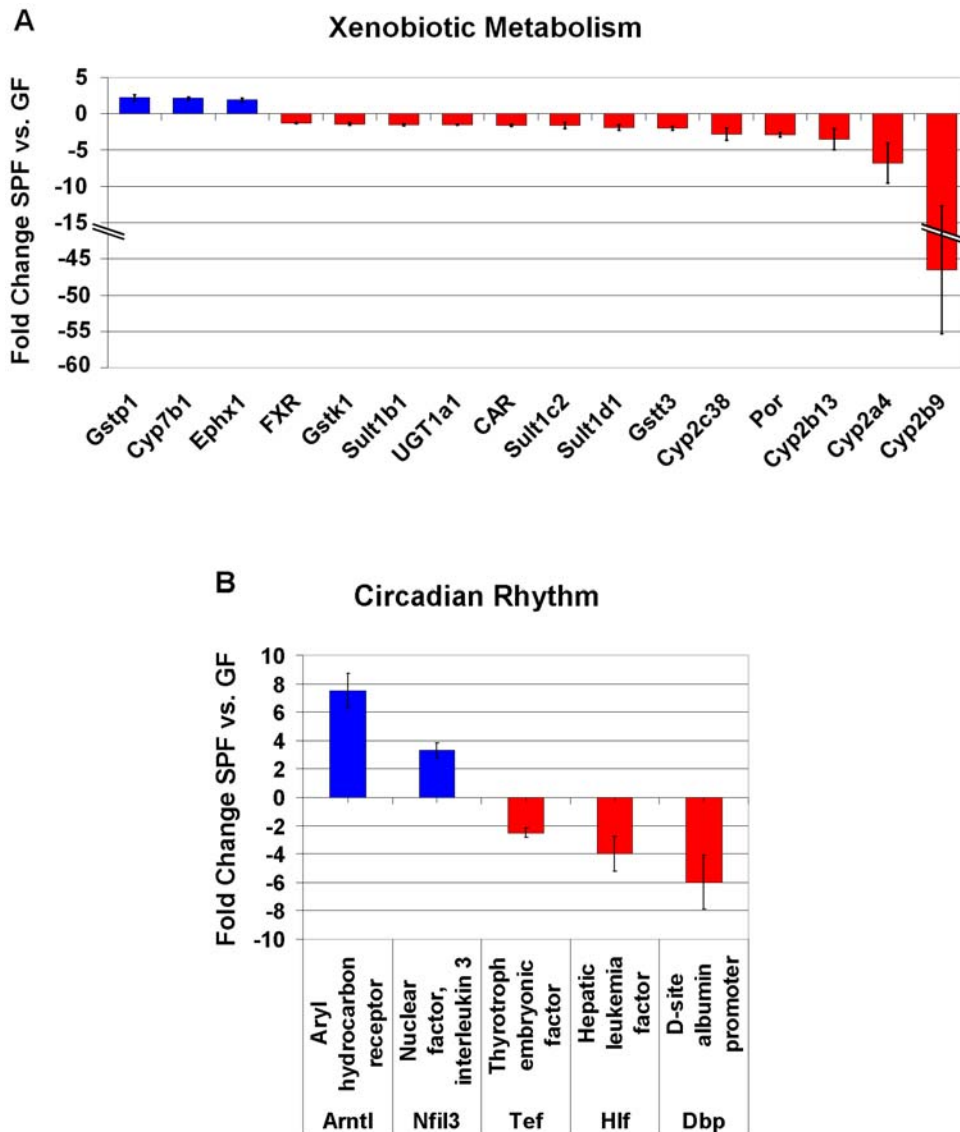 A
Xenobiotic Metabolism
Fold Change SPF vs. GF
5
0
-5
-10
-15
-45
-50
-55
-60
Gstp1
Cyp7b1
Ephx1
FXR
Gstk1
Sult1b1
UGT1a1
CAR
Sult1c2
Sult1d1
Gstt3
Cyp2c38
Por
Cyp2b13
Cyp2a4
Cyp2b9
B
Circadian Rhythm
Fold Change SPF vs. GF
10
8
6
4
2
0
-2
-4
-6
-8
-10
Aryl
hydrocarbon
receptor
Nuclear
factor,
interleukin 3
Thyrotroph
embryonic
factor
Hepatic
leukemia
factor
D-site
albumin
promoter
Arntl
Nfil3
Tef
Hlf
Dbp